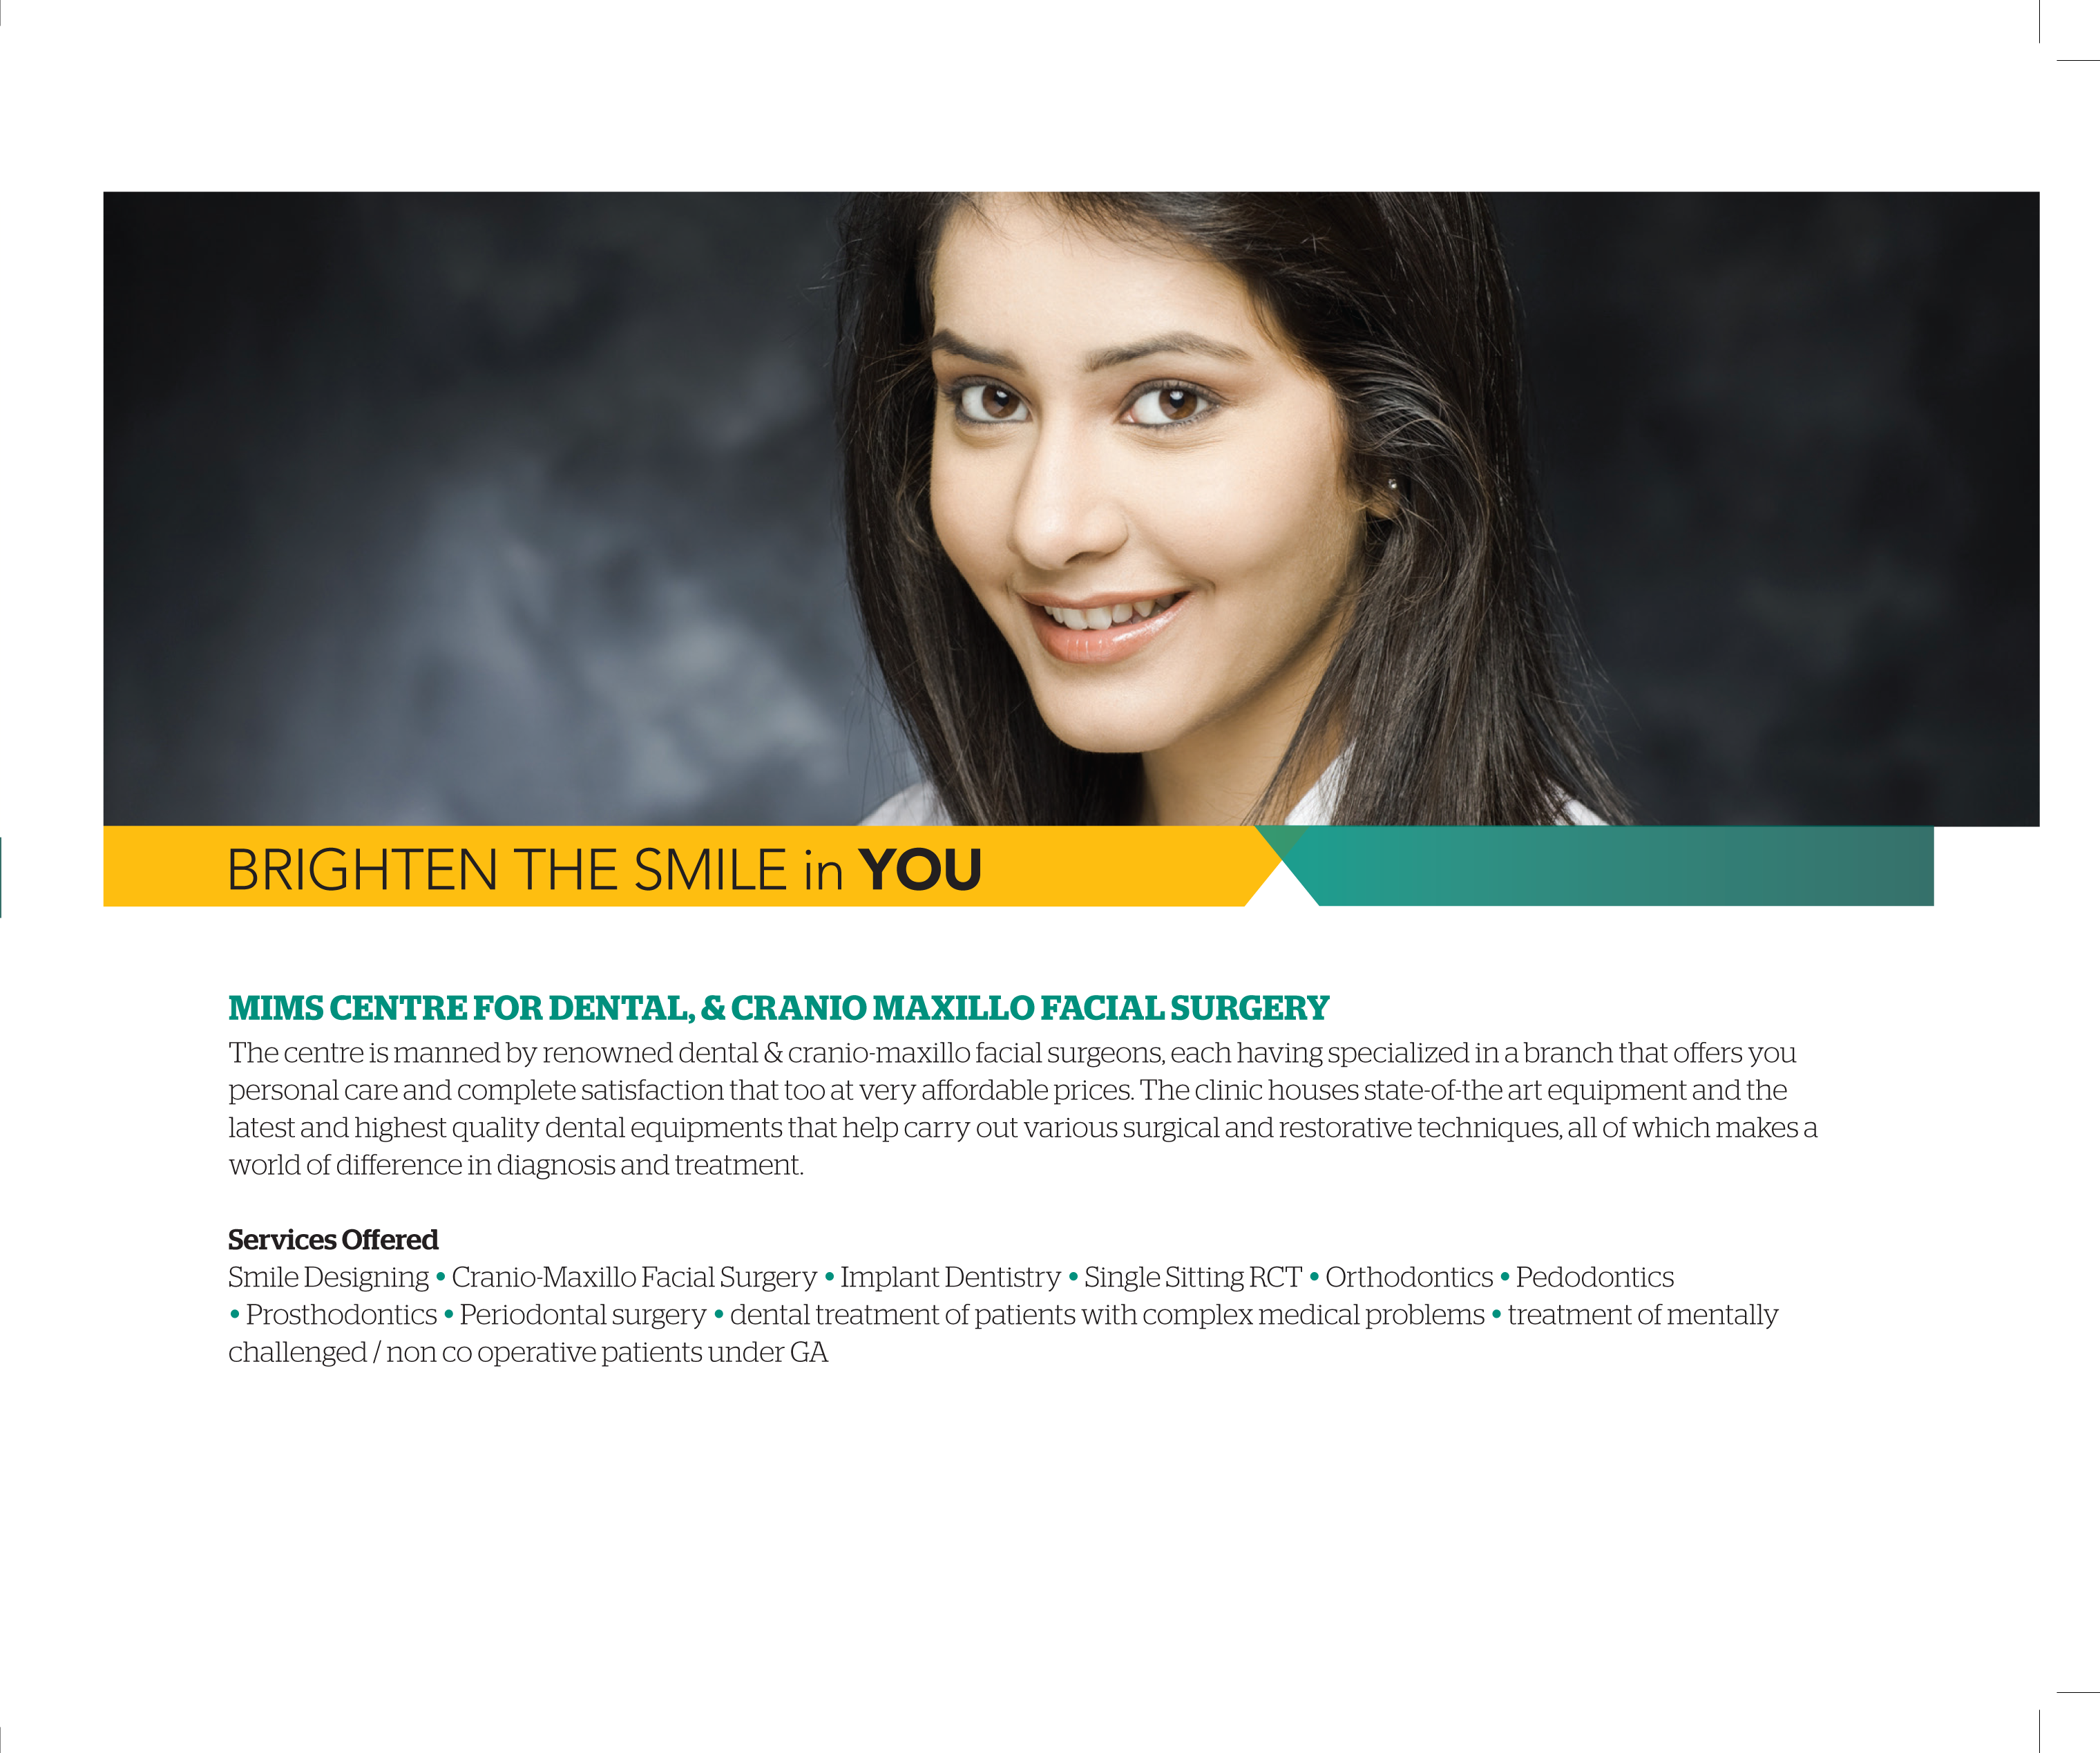 BRIGHTEN THE SMILE in YOU
MIMS CENTRE FOR DENTAL, & CRANIO MAXILLO FACIAL SURGERY
The centre is manned by renowned dental & cranio-maxillo facial surgeons, each having specialized in a branch that offers you
personal care and complete satisfaction that too at very affordable prices. The clinic houses state-of-the art equipment and the
latest and highest quality dental equipments that help carry out various surgical and restorative techniques, all of which makes a
world of difference in diagnosis and treatment.
Services Offered
Smile Designing • Cranio-Maxillo Facial Surgery • Implant Dentistry • Single Sitting RCT • Orthodontics • Pedodontics
• Prosthodontics • Periodontal surgery • dental treatment of patients with complex medical problems • treatment of mentally
challenged / non co operative patients under GA